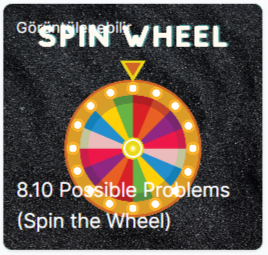 Görüntülenebilir
SPIN WHEEL
8.10 Possible Problems
(Spin the Wheel)